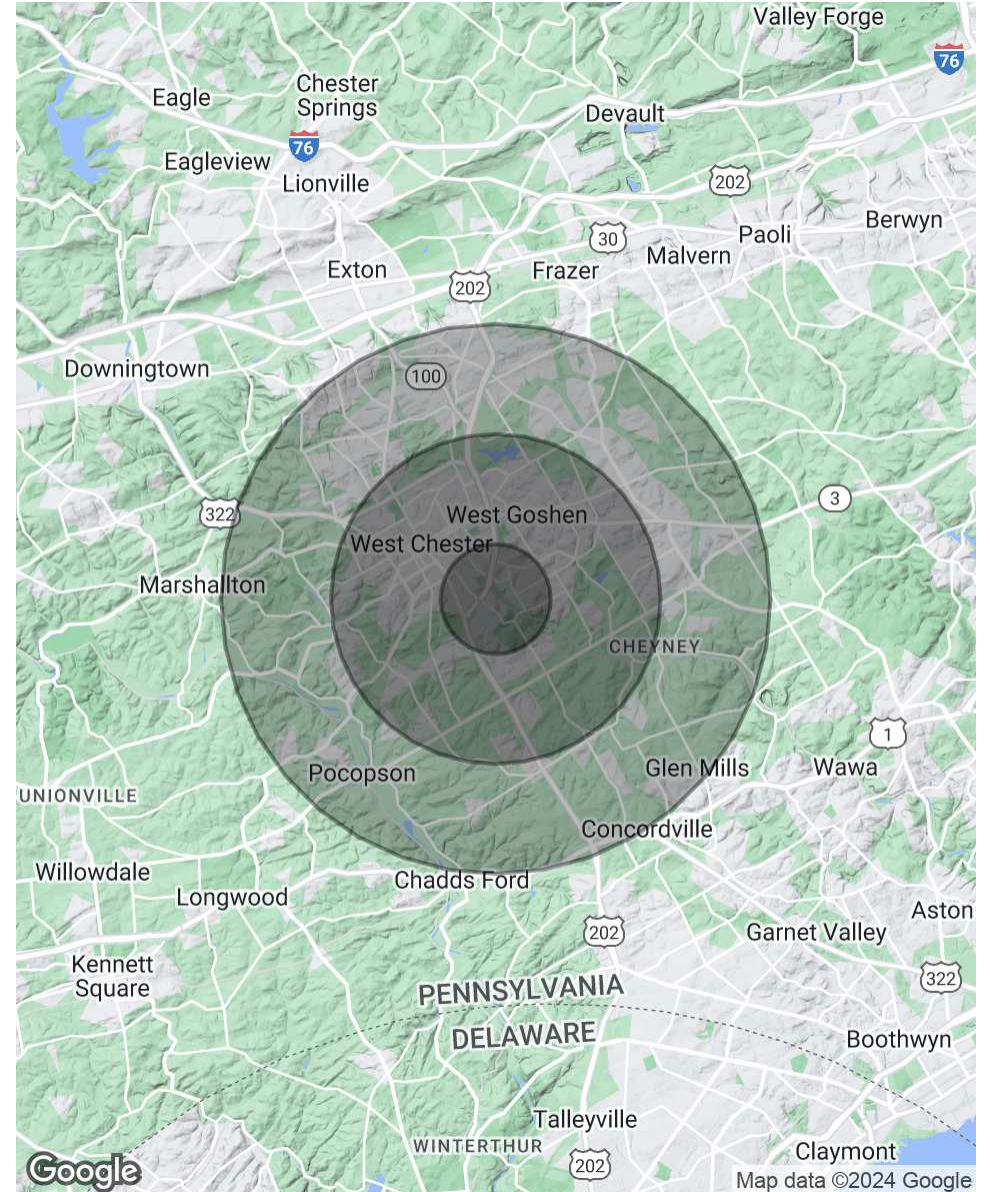 Valley Forge
76
Chester
Springs
Eagle
Devault
76
Eagleview
Lionville
202
Berwyn
Paoli
30
Malvern
Exton
Frazer
202
Downingtown
100
3
322
West Goshen
West Chester
Marshallton
CHEYNEY
1
Pocopson
Glen Mills
Wawa
UNIONVILLE
Concordville
Willowdale
Chadds Ford
Longwood
Aston
202
Garnet Valley
Kennett
Square
322
PENNSYLVANIA
DELAWARE
Boothwyn
Talleyville
WINTERTHUR
Claymont
202
Google
Map data ©2024 Google